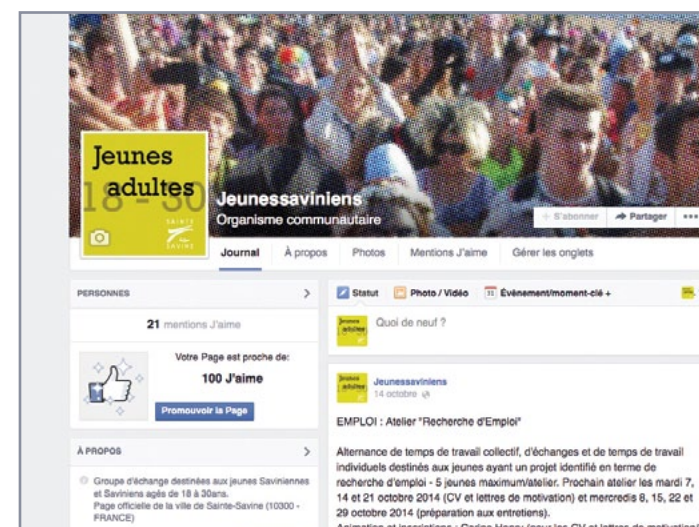 Jeunes
adultes
18 - 30
SAINTE
SAVINE
Jeunessaviniens
Organisme communautaire
+ S'abonner
Partager
Journal
À propos
Photos
Mentions J'aime
Gérer les onglets
PERSONNES
21 mentions J'aime
Votre Page est proche de:
100 J'aime
Promouvoir la Page
À PROPOS
Groupe d'échange destinées aux jeunes Saviniennes
et Saviniens agés de 18 à 30ans.
Page officielle de la ville de Sainte-Savine (10300 -
FRANCE)
Statut
Photo / Vidéo
31
Évènement/moment-clé +
Jeunes
adultes
Quoi de neuf ?
Jeunes
adultes
Jeunessaviniens
14 octobre
EMPLOI : Atelier "Recherche d'Emploi"
Alternance de temps de travail collectif, d'échanges et de temps de travail
individuels destinés aux jeunes ayant un projet identifié en terme de
recherche d'emploi - 5 jeunes maximum/atelier. Prochain atelier les mardi 7,
14 et 21 octobre 2014 (CV et lettres de motivation) et mercredis 8, 15, 22 et
29 octobre 2014 (préparation aux entretiens).